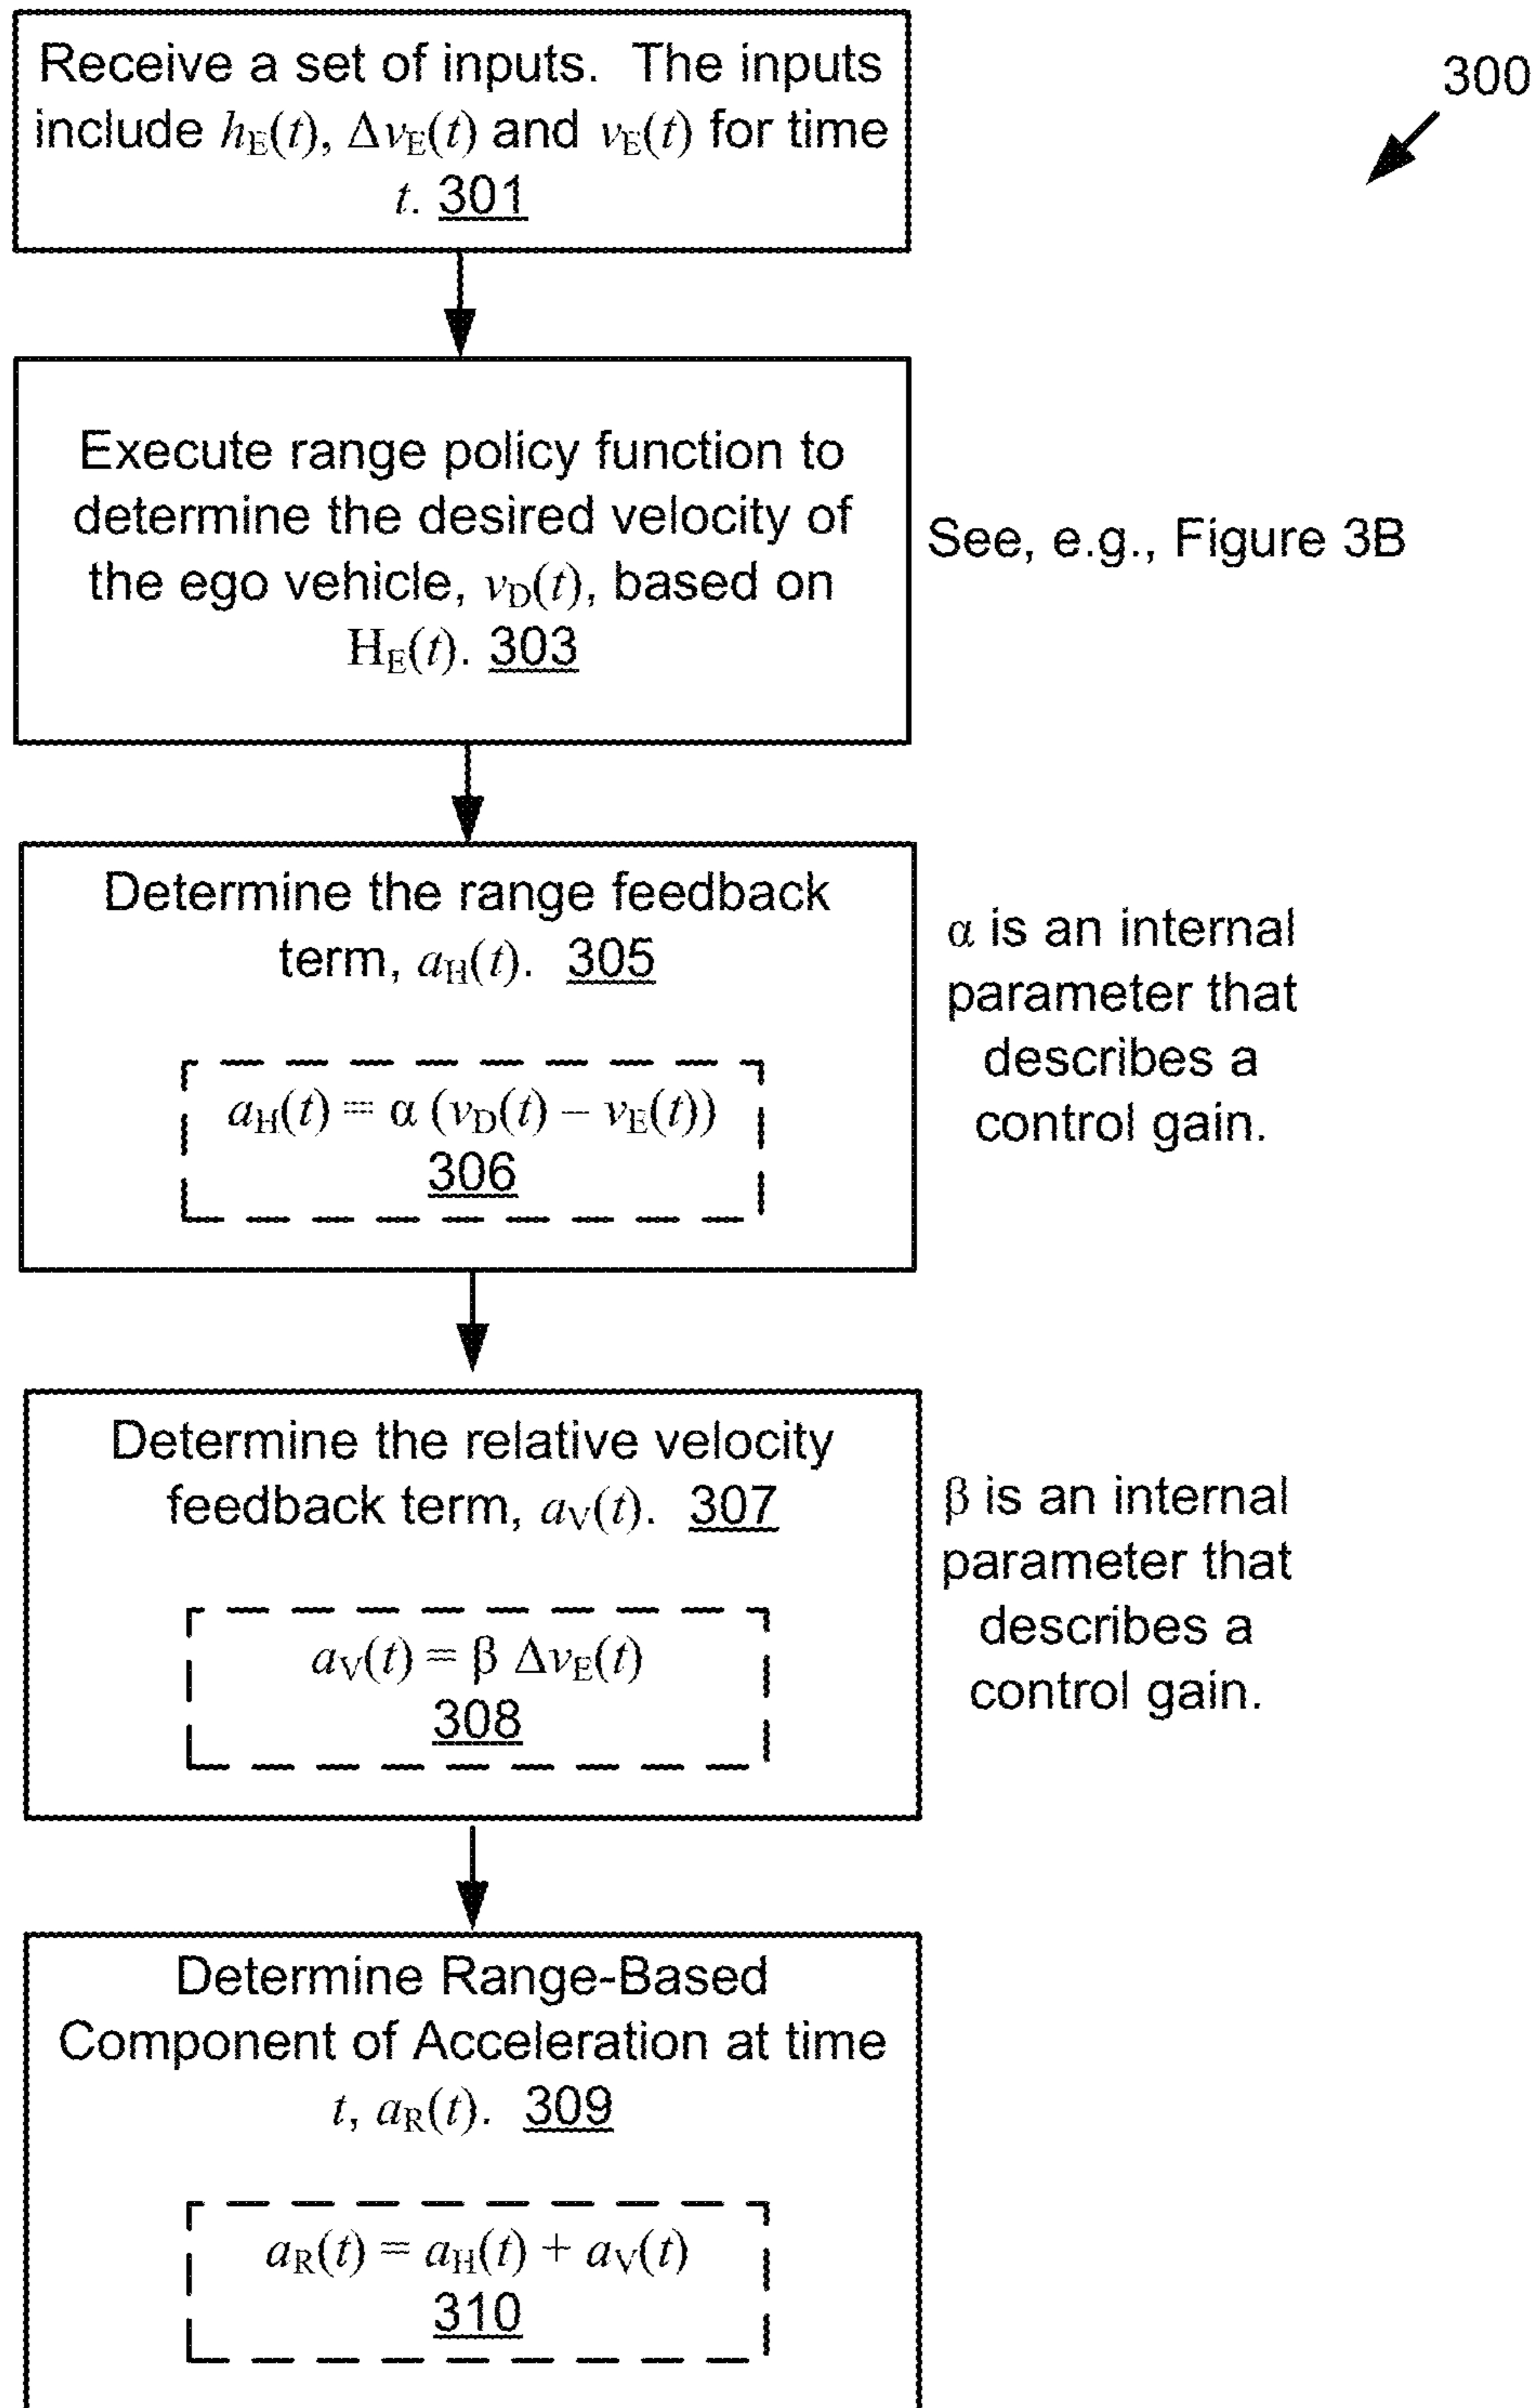 Receive a set of inputs. The inputs
include hE(t), ΔvE(t) and vE(t) for time
t. 301
300
Execute range policy function to
determine the desired velocity of
the ego vehicle, vD(t), based on
HE(t). 303
See, e.g., Figure 3B
Determine the range feedback
term, aH(t). 305
aH(t) = α (vD(t) – vE(t))
306
α is an internal
parameter that
describes a
control gain.
Determine the relative velocity
feedback term, aV(t). 307
aV(t) = β ΔvE(t)
308
β is an internal
parameter that
describes a
control gain.
Determine Range-Based
Component of Acceleration at time
t, aR(t). 309
aR(t) = aH(t) + aV(t)
310